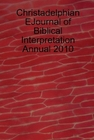 Christadelphian
EJournal of
Biblical
Interpretation
Annual 2010